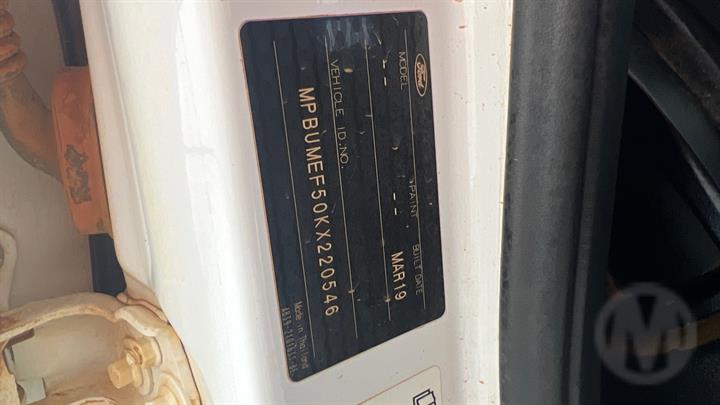 Ford
MODEL PAINT BUILT DATE
-- -- MAR19
VEHICLE ID.NO.
MPBUMEF50KX220546
Made in Thailand
M